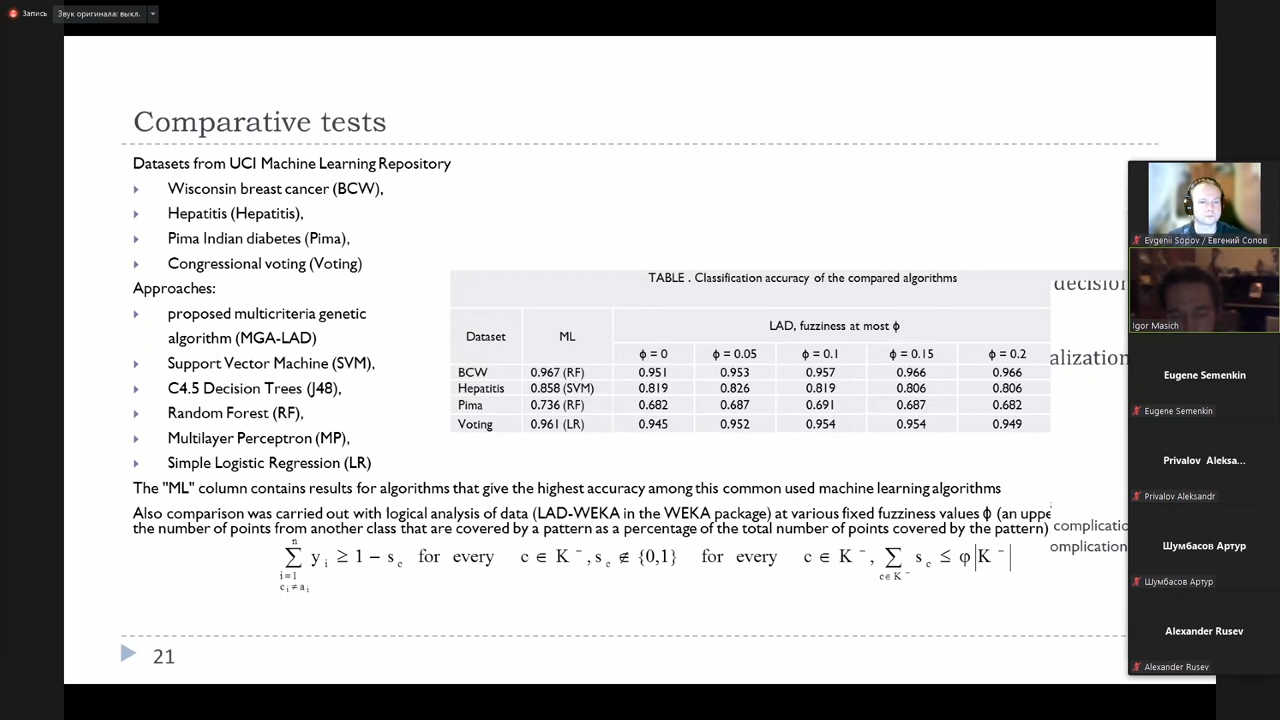 Запись
Звук оригинала: выкл.
Comparative tests
Datasets from UCI Machine Learning Repository
Wisconsin breast cancer (BCW),
Hepatitis (Hepatitis),
Pima Indian diabetes (Pima),
Congressional voting (Voting)
Approaches:
proposed multicriteria genetic
algorithm (MGA-LAD)
Support Vector Machine (SVM),
C4.5 Decision Trees (J48),
Random Forest (RF),
Multilayer Perceptron (MP),
Simple Logistic Regression (LR)
TABLE . Classification accuracy of the compared algorithms
Dataset ML LAD, fuzziness at most ϕ
ϕ = 0 ϕ = 0.05 ϕ = 0.1 ϕ = 0.15 ϕ = 0.2
BCW 0.967 (RF) 0.951 0.953 0.957 0.966 0.966
Hepatitis 0.858 (SVM) 0.819 0.826 0.819 0.806 0.806
Pima 0.736 (RF) 0.682 0.687 0.691 0.687 0.682
Voting 0.961 (LR) 0.945 0.952 0.954 0.954 0.949
The "ML" column contains results for algorithms that give the highest accuracy among this common used machine learning algorithms
Also comparison was carried out with logical analysis of data (LAD-WEKA in the WEKA package) at various fixed fuzziness values ϕ (an uppe
the number of points from another class that are covered by a pattern as a percentage of the total number of points covered by the pattern)
n ∑ i=1 c i ≠ a i y i ≥ 1 − s c for every c ∈ K − , s c ∉ {0,1} for every c ∈ K − , ∑ c∈K − s c ≤ φ |K −|
21
decision
alization
complicatio
omplication
Evgenii Sopov / Евгений Сопов
Igor Masich
Eugene Semenkin
Eugene Semenkin
Privalov Aleksa...
Privalov Aleksandr
Шумбасов Артур
Шумбасов Артур
Alexander Rusev
Alexander Rusev